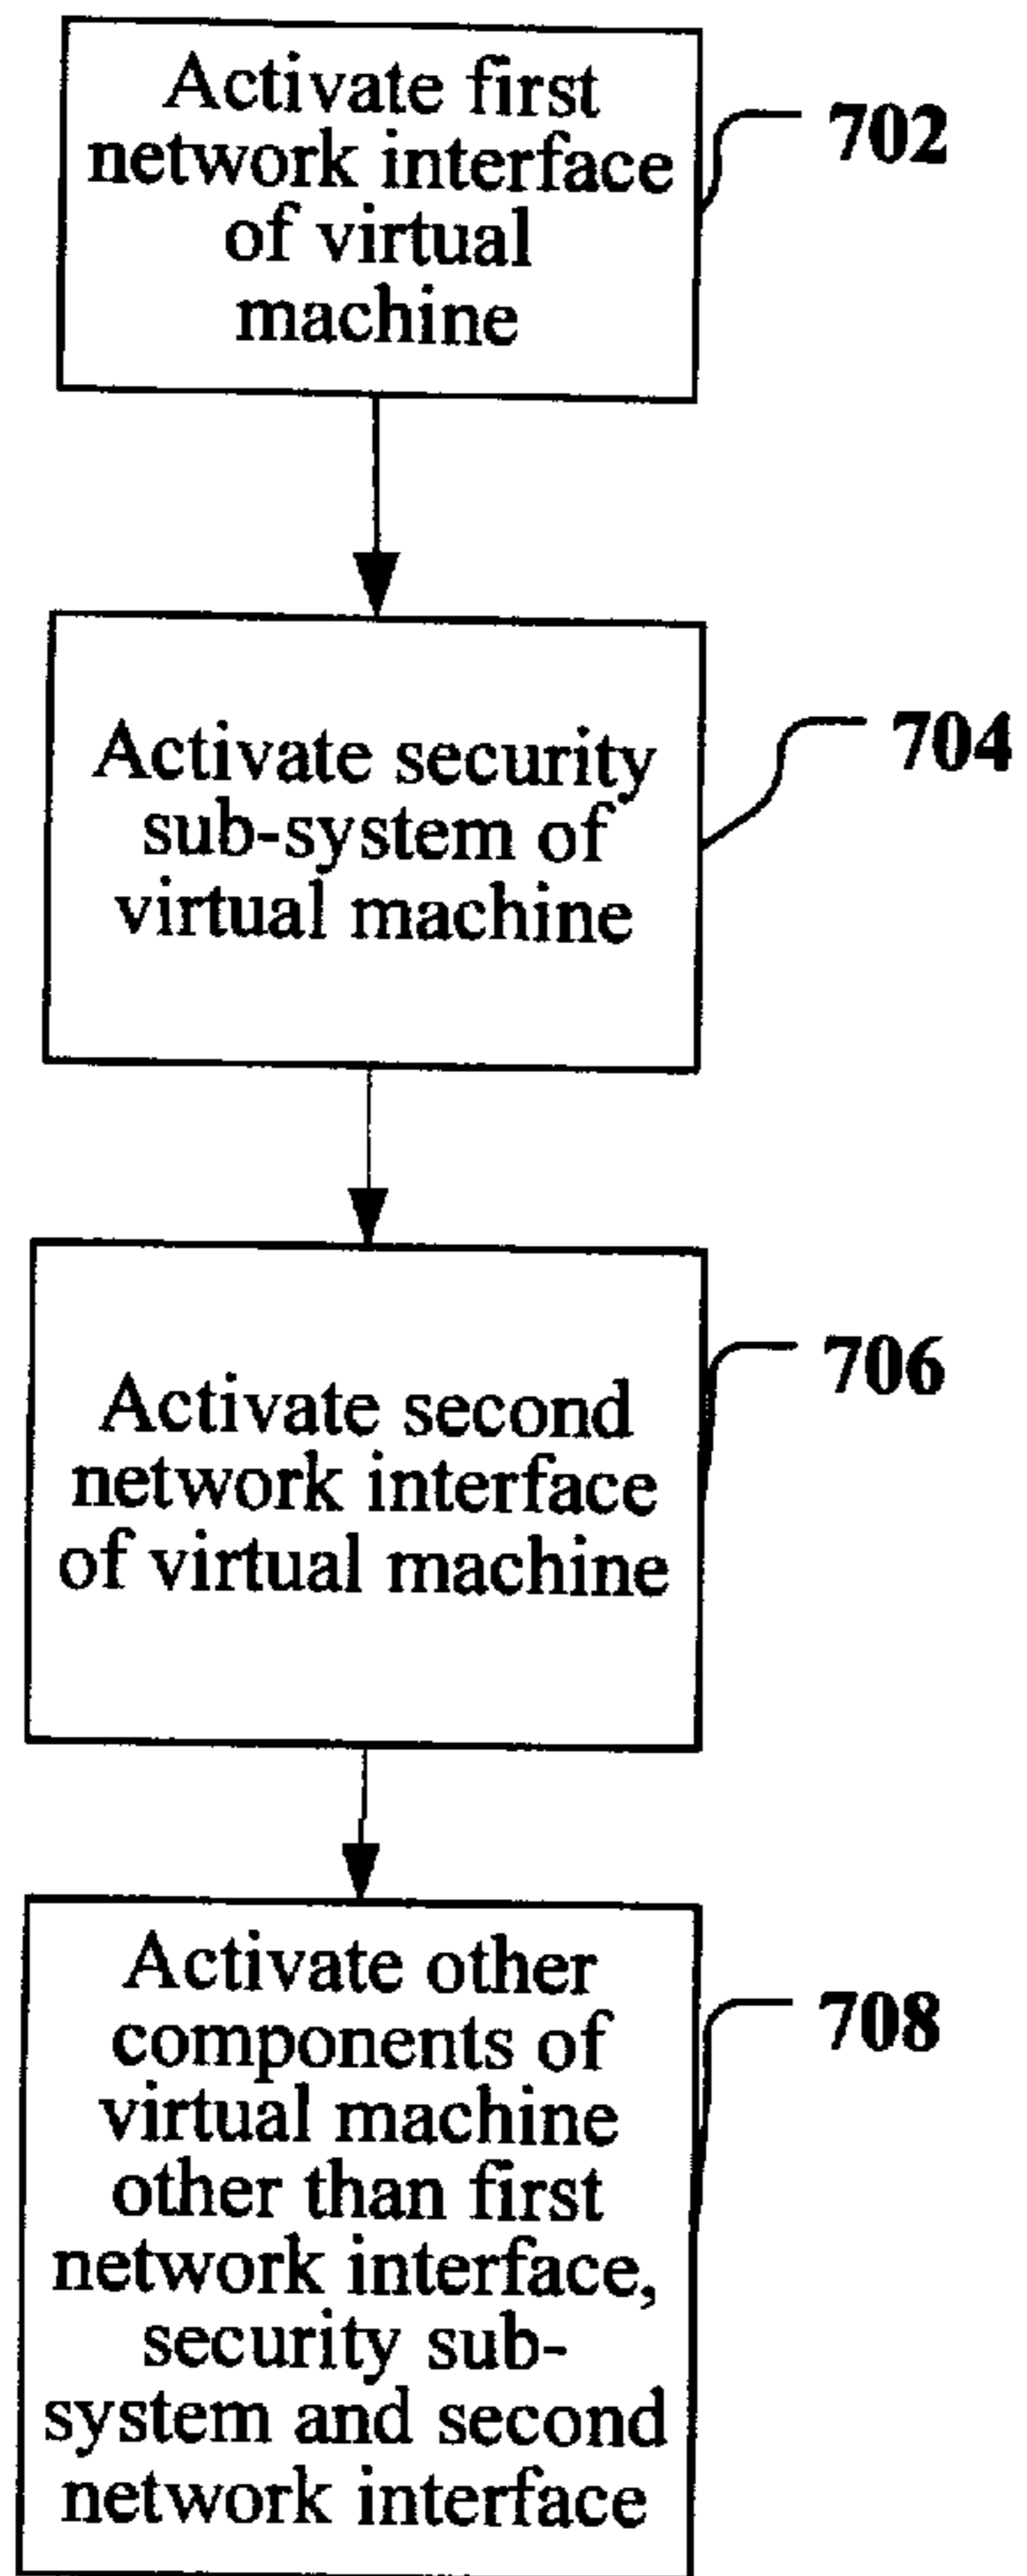 Activate first
network interface
of virtual
machine
702
Activate security
sub-system of
virtual machine
704
Activate second
network interface
of virtual machine
706
Activate other
components of
virtual machine
other than first
network interface,
security sub-
system and second
network interface
708